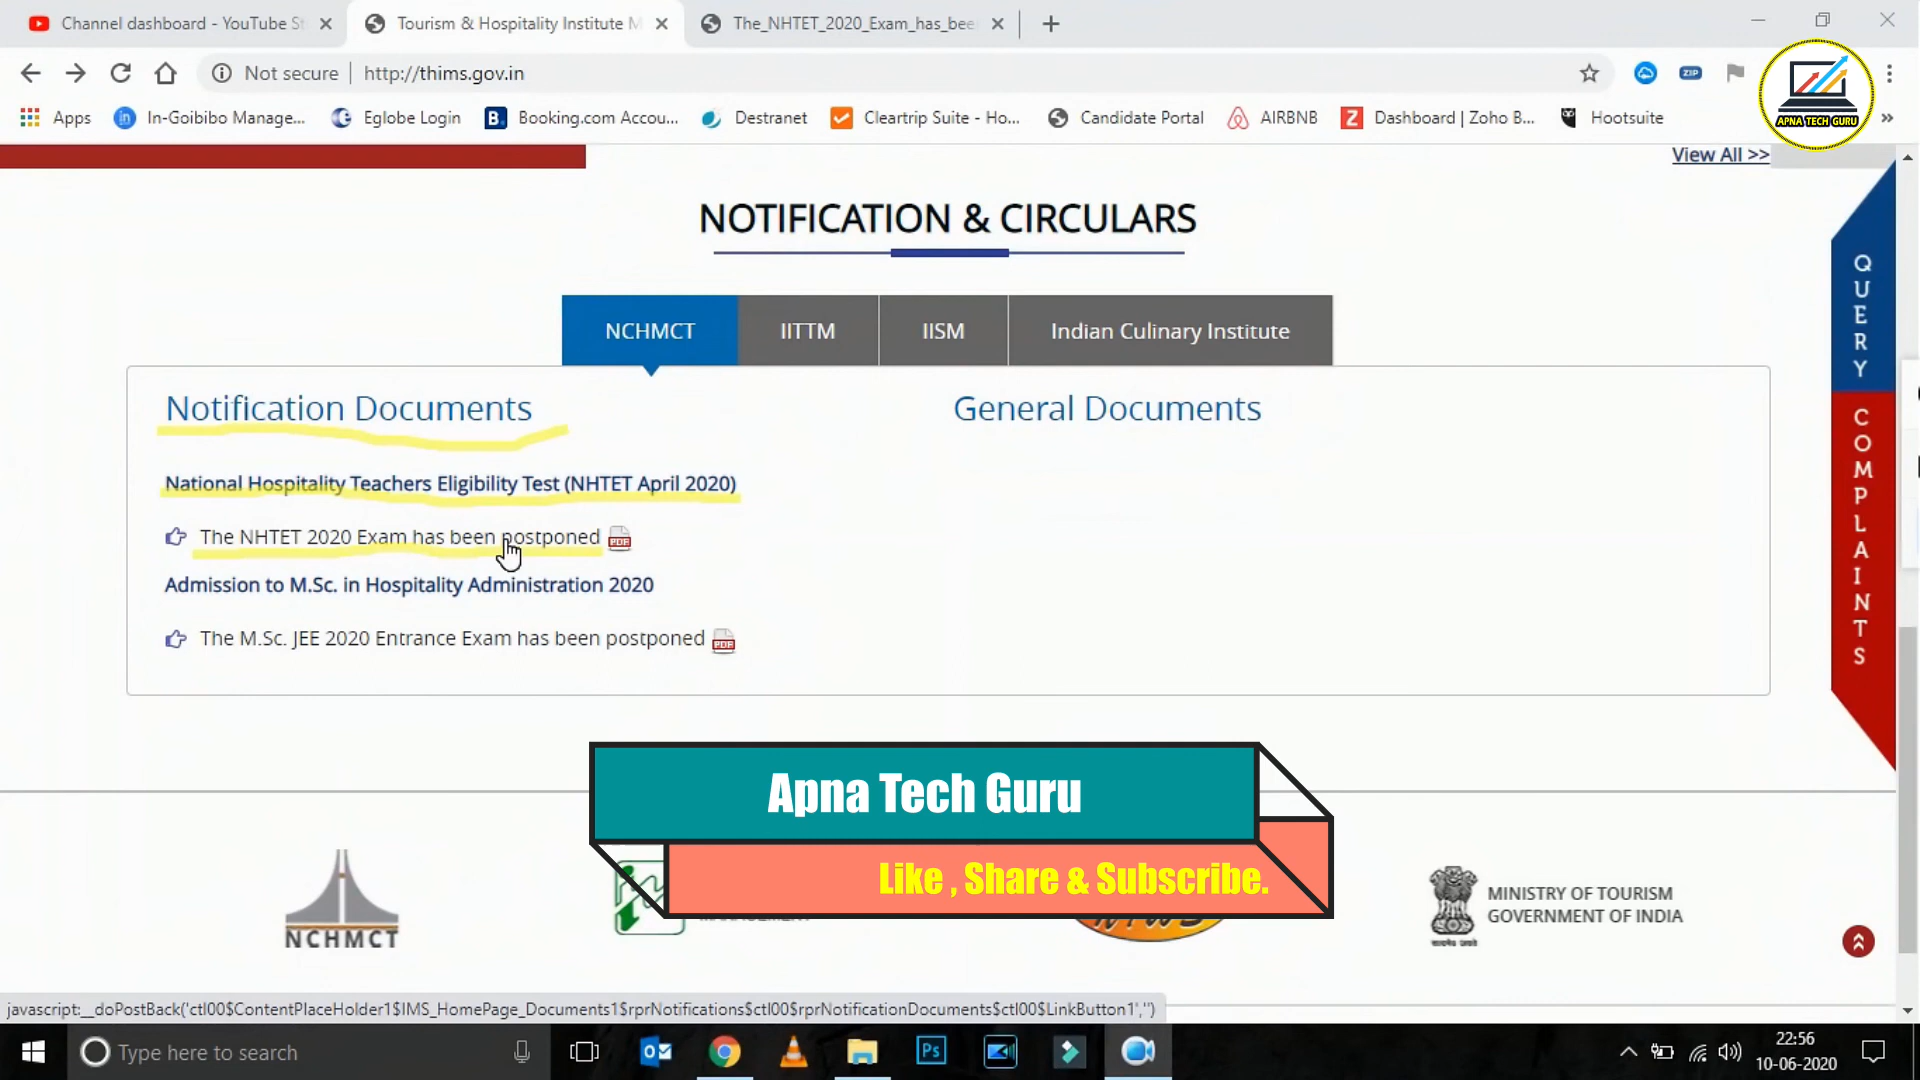 Channel dashboard - YouTube St
Tourism & Hospitality Institute M
The_NHTET_2020_Exam_has_bee
Not secure
http://thims.gov.in
ZIP
Apps
In-Goibibo Manage...
Eglobe Login
B.
Booking.com Accou...
Destranet
Cleartrip Suite - Ho...
Candidate Portal
AIRBNB
Z
Dashboard | Zoho B...
Hootsuite
»
APNA TECH GURU
View All >>
NOTIFICATION & CIRCULARS
NCHMCT
IITTM
IISM
Indian Culinary Institute
QUERY
COMPLAINTS
Notification Documents
General Documents
National Hospitality Teachers Eligibility Test (NHTET April 2020)
The NHTET 2020 Exam has been postponed
PDF
Admission to M.Sc. in Hospitality Administration 2020
The M.Sc. JEE 2020 Entrance Exam has been postponed
PDF
Apna Tech Guru
Like , Share & Subscribe.
NCHMCT
MINISTRY OF TOURISM
GOVERNMENT OF INDIA
javascript:__doPostBack('ctl00$ContentPlaceHolder1$IMS_HomePage_Documents1$rprNotifications$ctl00$rprNotificationDocuments$ctl00$LinkButton1','')
Type here to search
Ps
22:56
10-06-2020